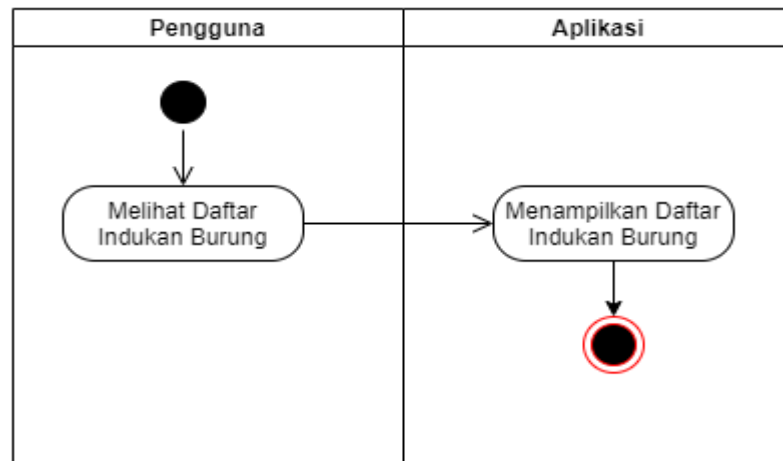 Pengguna
Aplikasi
Melihat Daftar
Indukan Burung
Menampilkan Daftar
Indukan Burung